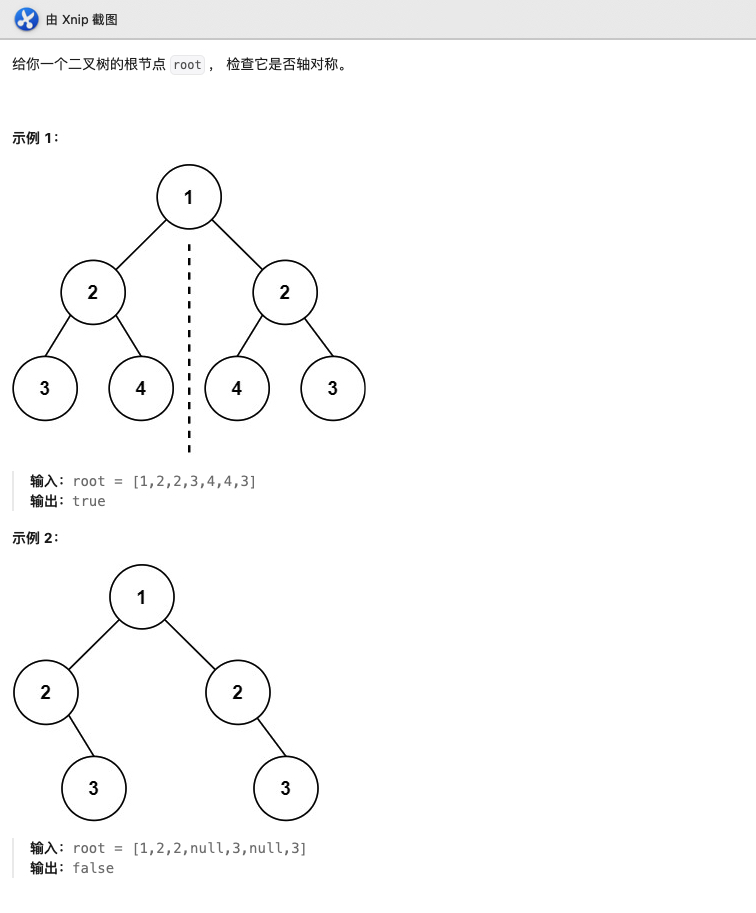 由 Xnip 截图
给你一个二叉树的根节点 root ， 检查它是否轴对称。
示例 1：
1
2 2
3 4 4 3
输入：root = [1,2,2,3,4,4,3]
输出：true
示例 2：
1
2 2
3 3
输入：root = [1,2,2,null,3,null,3]
输出：false